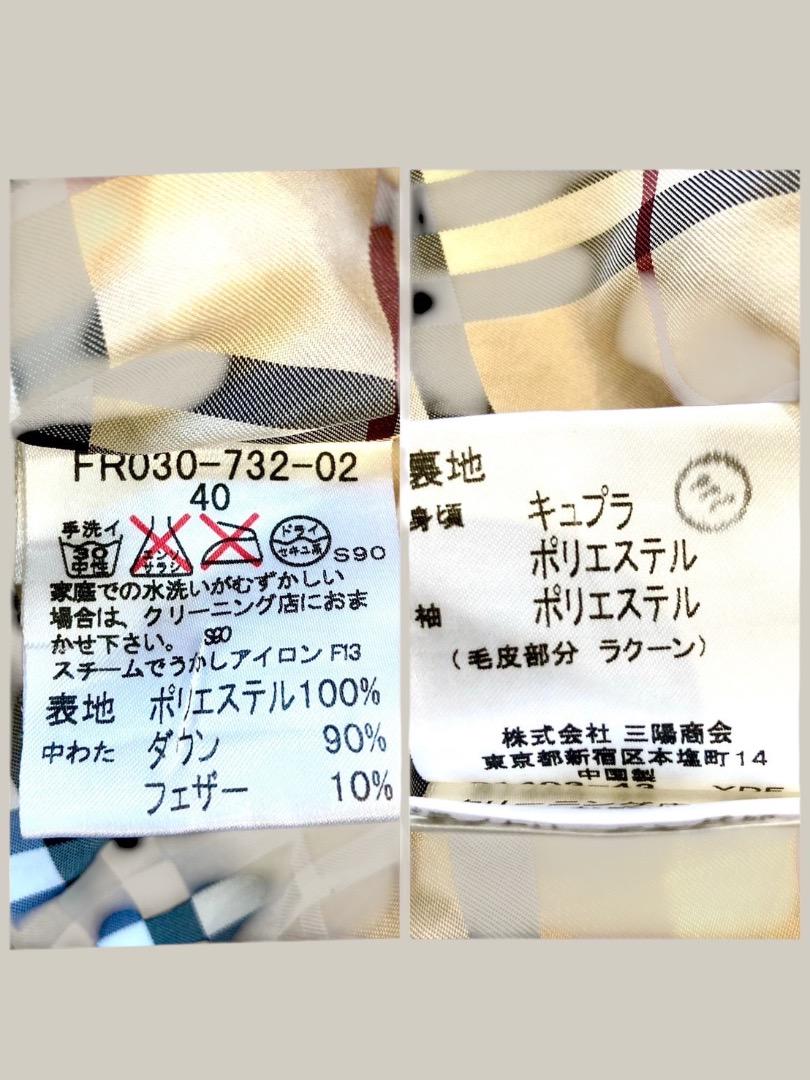 FR030-732-02
40
手洗イ
30
中性
エンソ
サラシ
ドライ
セキユ系
S90
家庭での水洗いがむずかしい
場合は、クリーニング店におま
かせ下さい。 S90
スチームでうかしアイロン F13
表地 ポリエステル100%
中わた ダウン 90%
フェザー 10%
裏地
身頃 キュプラ
ポリエステル
袖 ポリエステル
(毛皮部分 ラクーン)
株式会社 三陽商会
東京都新宿区本塩町14
中国製